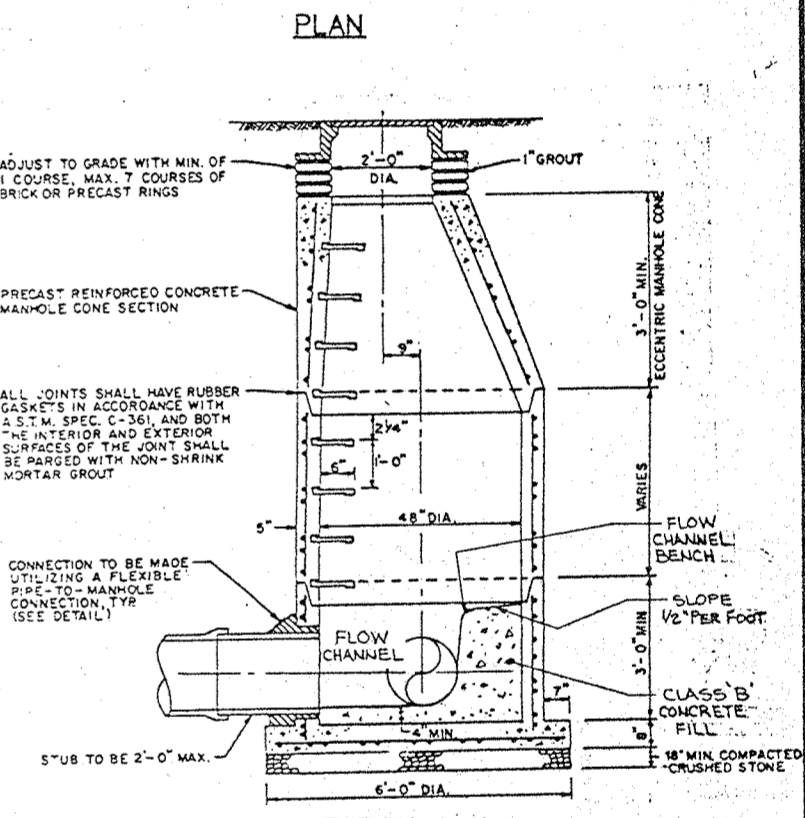 PLAN
ADJUST TO GRADE WITH MIN. OF
1 COURSE, MAX. 7 COURSES OF
BRICK OR PRECAST RINGS
2'-0"
DIA.
1" GROUT
PRECAST REINFORCED CONCRETE
MANHOLE CONE SECTION
3'-0" MIN.
ECCENTRIC MANHOLE CONE
9"
ALL JOINTS SHALL HAVE RUBBER
GASKETS IN ACCORDANCE WITH
A.S.T.M. SPEC. C-361, AND BOTH
THE INTERIOR AND EXTERIOR
SURFACES OF THE JOINT SHALL
BE PARGED WITH NON-SHRINK
MORTAR GROUT
2 1/4"
1'-0"
6"
VARIES
5"
48" DIA.
FLOW
CHANNEL
BENCH
CONNECTION TO BE MADE
UTILIZING A FLEXIBLE
PIPE-TO-MANHOLE
CONNECTION, TYP.
(SEE DETAIL)
SLOPE
1/2" PER FOOT
FLOW
CHANNEL
3'-0" MIN
7"
CLASS 'B'
CONCRETE
FILL
4" MIN.
8"
STUB TO BE 2'-0" MAX.
18" MIN. COMPACTED
CRUSHED STONE
6'-0" DIA.